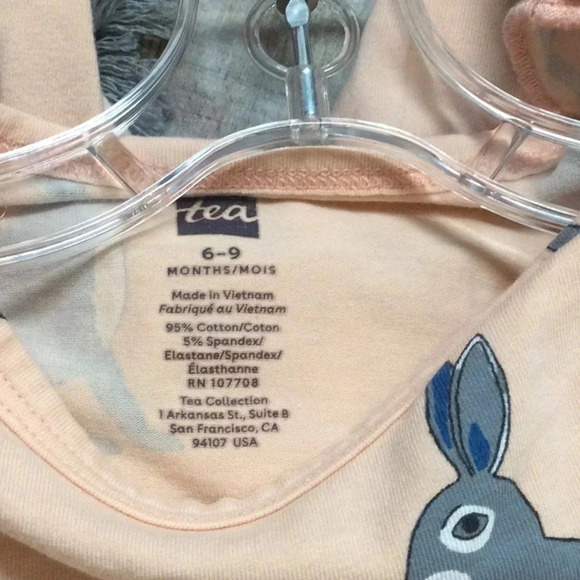 tea
6-9
MONTHS/MOIS
Made in Vietnam
Fabriqué au Vietnam
95% Cotton/Coton
5% Spandex/
Elastane/Spandex/
Élasthanne
RN 107708
Tea Collection
1 Arkansas St., Suite B
San Francisco, CA
94107 USA